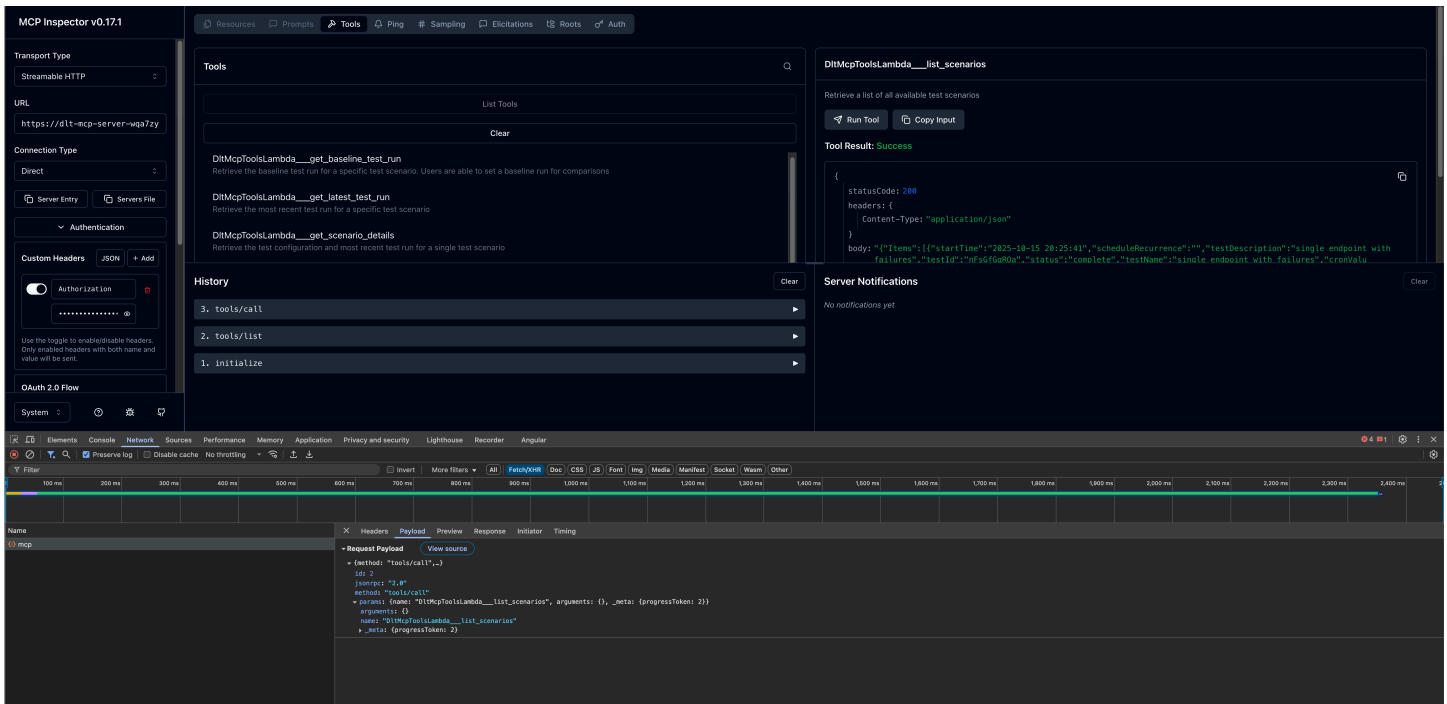 MCP Inspector v0.17.1
Transport Type
Streamable HTTP
URL
https://dlt-mcp-server-wqa7zy
Connection Type
Direct
Server Entry
Servers File
Authentication
Custom Headers
JSON
+ Add
Authorization
Use the toggle to enable/disable headers.
Only enabled headers with both name and
value will be sent.
OAuth 2.0 Flow
System
Resources
Prompts
Tools
Ping
Sampling
Elicitations
Roots
Auth
Tools
List Tools
Clear
DltMcpToolsLambda___get_baseline_test_run
Retrieve the baseline test run for a specific test scenario. Users are able to set a baseline run for comparisons
DltMcpToolsLambda___get_latest_test_run
Retrieve the most recent test run for a specific test scenario
DltMcpToolsLambda___get_scenario_details
Retrieve the test configuration and most recent test run for a single test scenario
DltMcpToolsLambda___list_scenarios
Retrieve a list of all available test scenarios
Run Tool
Copy Input
Tool Result: Success
{
statusCode: 200
headers: {
Content-Type: "application/json"
}
body: "{"Items":[{"startTime":"2025-10-15 20:25:41","scheduleRecurrence":"","testDescription":"single endpoint with
failures","testId":"nFsGfGgROa","status":"complete","testName":"single endpoint with failures","cronValu
History
Clear
3. tools/call
2. tools/list
1. initialize
Server Notifications
Clear
No notifications yet
Elements Console Network Sources Performance Memory Application Privacy and security Lighthouse Recorder Angular
4 1
Preserve log Disable cache No throttling
Filter
Invert More filters All Fetch/XHR Doc CSS JS Font Img Media Manifest Socket Wasm Other
100 ms 200 ms 300 ms 400 ms 500 ms 600 ms 700 ms 800 ms 900 ms 1,000 ms 1,100 ms 1,200 ms 1,300 ms 1,400 ms 1,500 ms 1,600 ms 1,700 ms 1,800 ms 1,900 ms 2,000 ms 2,100 ms 2,200 ms 2,300 ms 2,400 ms
Name
mcp
Headers Payload Preview Response Initiator Timing
Request Payload View source
{method: "tools/call",…}
id: 2
jsonrpc: "2.0"
method: "tools/call"
params: {name: "DltMcpToolsLambda___list_scenarios", arguments: {}, _meta: {progressToken: 2}}
arguments: {}
name: "DltMcpToolsLambda___list_scenarios"
_meta: {progressToken: 2}